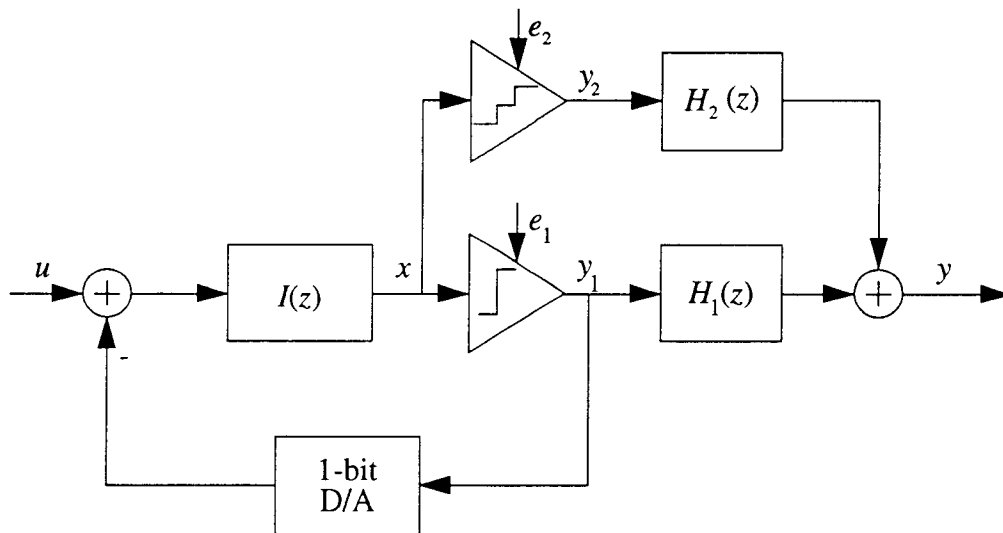 e₂
y₂
H₂ (z)
e₁
u
+
I(z)
x
y₁
H₁(z)
+
y
-
1-bit
D/A